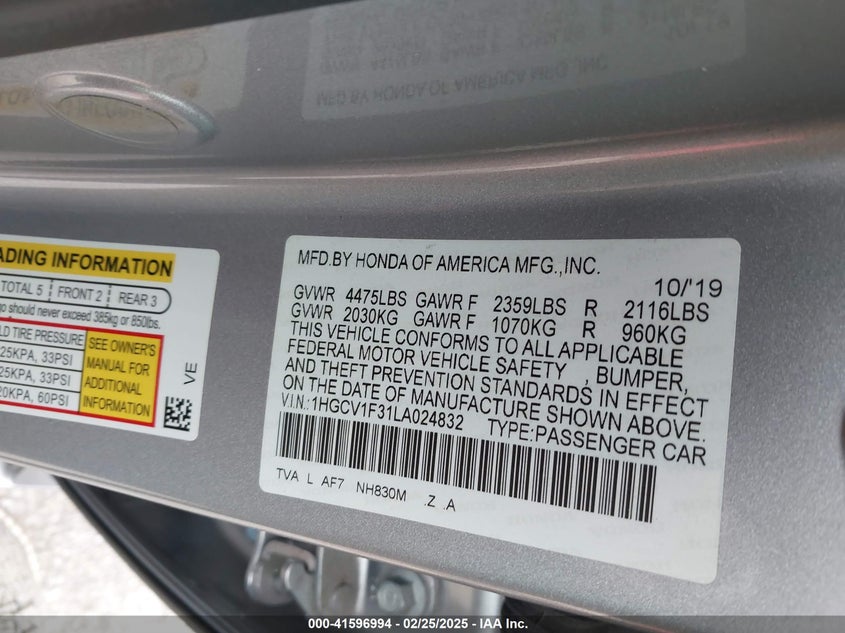 MFD.BY HONDA OF AMERICA MFG.,INC.
10/'19
GVWR 4475LBS GAWR F 2359LBS R 2116LBS
GVWR 2030KG GAWR F 1070KG R 960KG
THIS VEHICLE CONFORMS TO ALL APPLICABLE
FEDERAL MOTOR VEHICLE SAFETY , BUMPER,
AND THEFT PREVENTION STANDARDS IN EFFECT
ON THE DATE OF MANUFACTURE SHOWN ABOVE.
V.I.N.:1HGCV1F31LA024832 TYPE:PASSENGER CAR
TVA L AF7 NH830M .Z .A
ADING INFORMATION
TOTAL 5 FRONT 2 REAR 3
should never exceed 385kg or 850lbs.
TIRE PRESSURE
25KPA, 33PSI
25KPA, 33PSI
20KPA, 60PSI
SEE OWNER'S
MANUAL FOR
ADDITIONAL
INFORMATION
VE
000-41596994 - 02/25/2025 - IAA Inc.